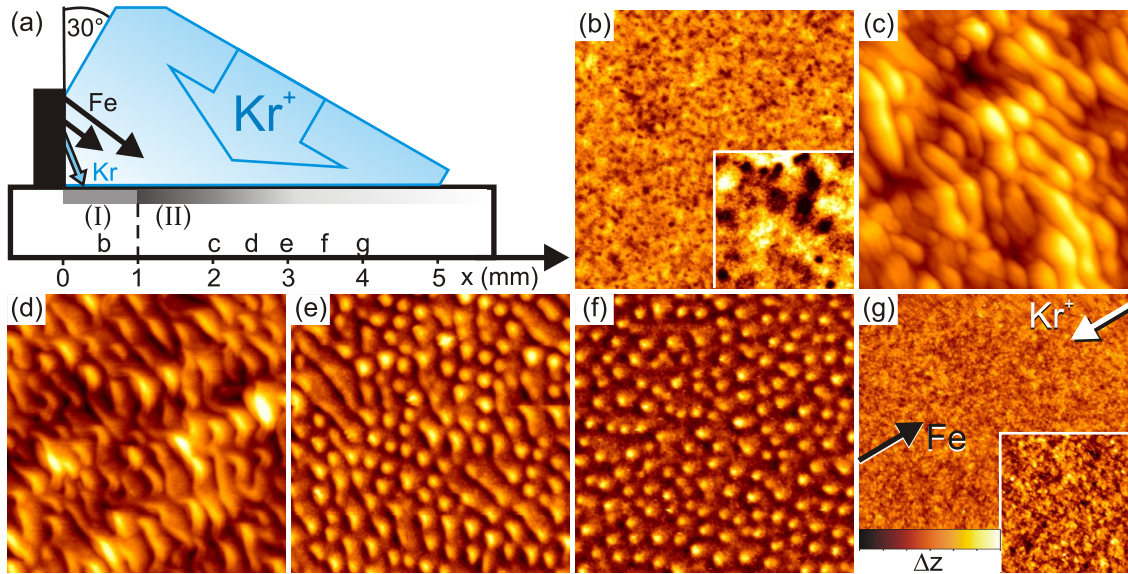 (a)
30°
Fe
Kr⁺
Kr
(I)
(II)
b c d e f g
0 1 2 3 4 5 x (mm)
(b)
(c)
(d)
(e)
(f)
(g)
Kr⁺
Fe
Δz